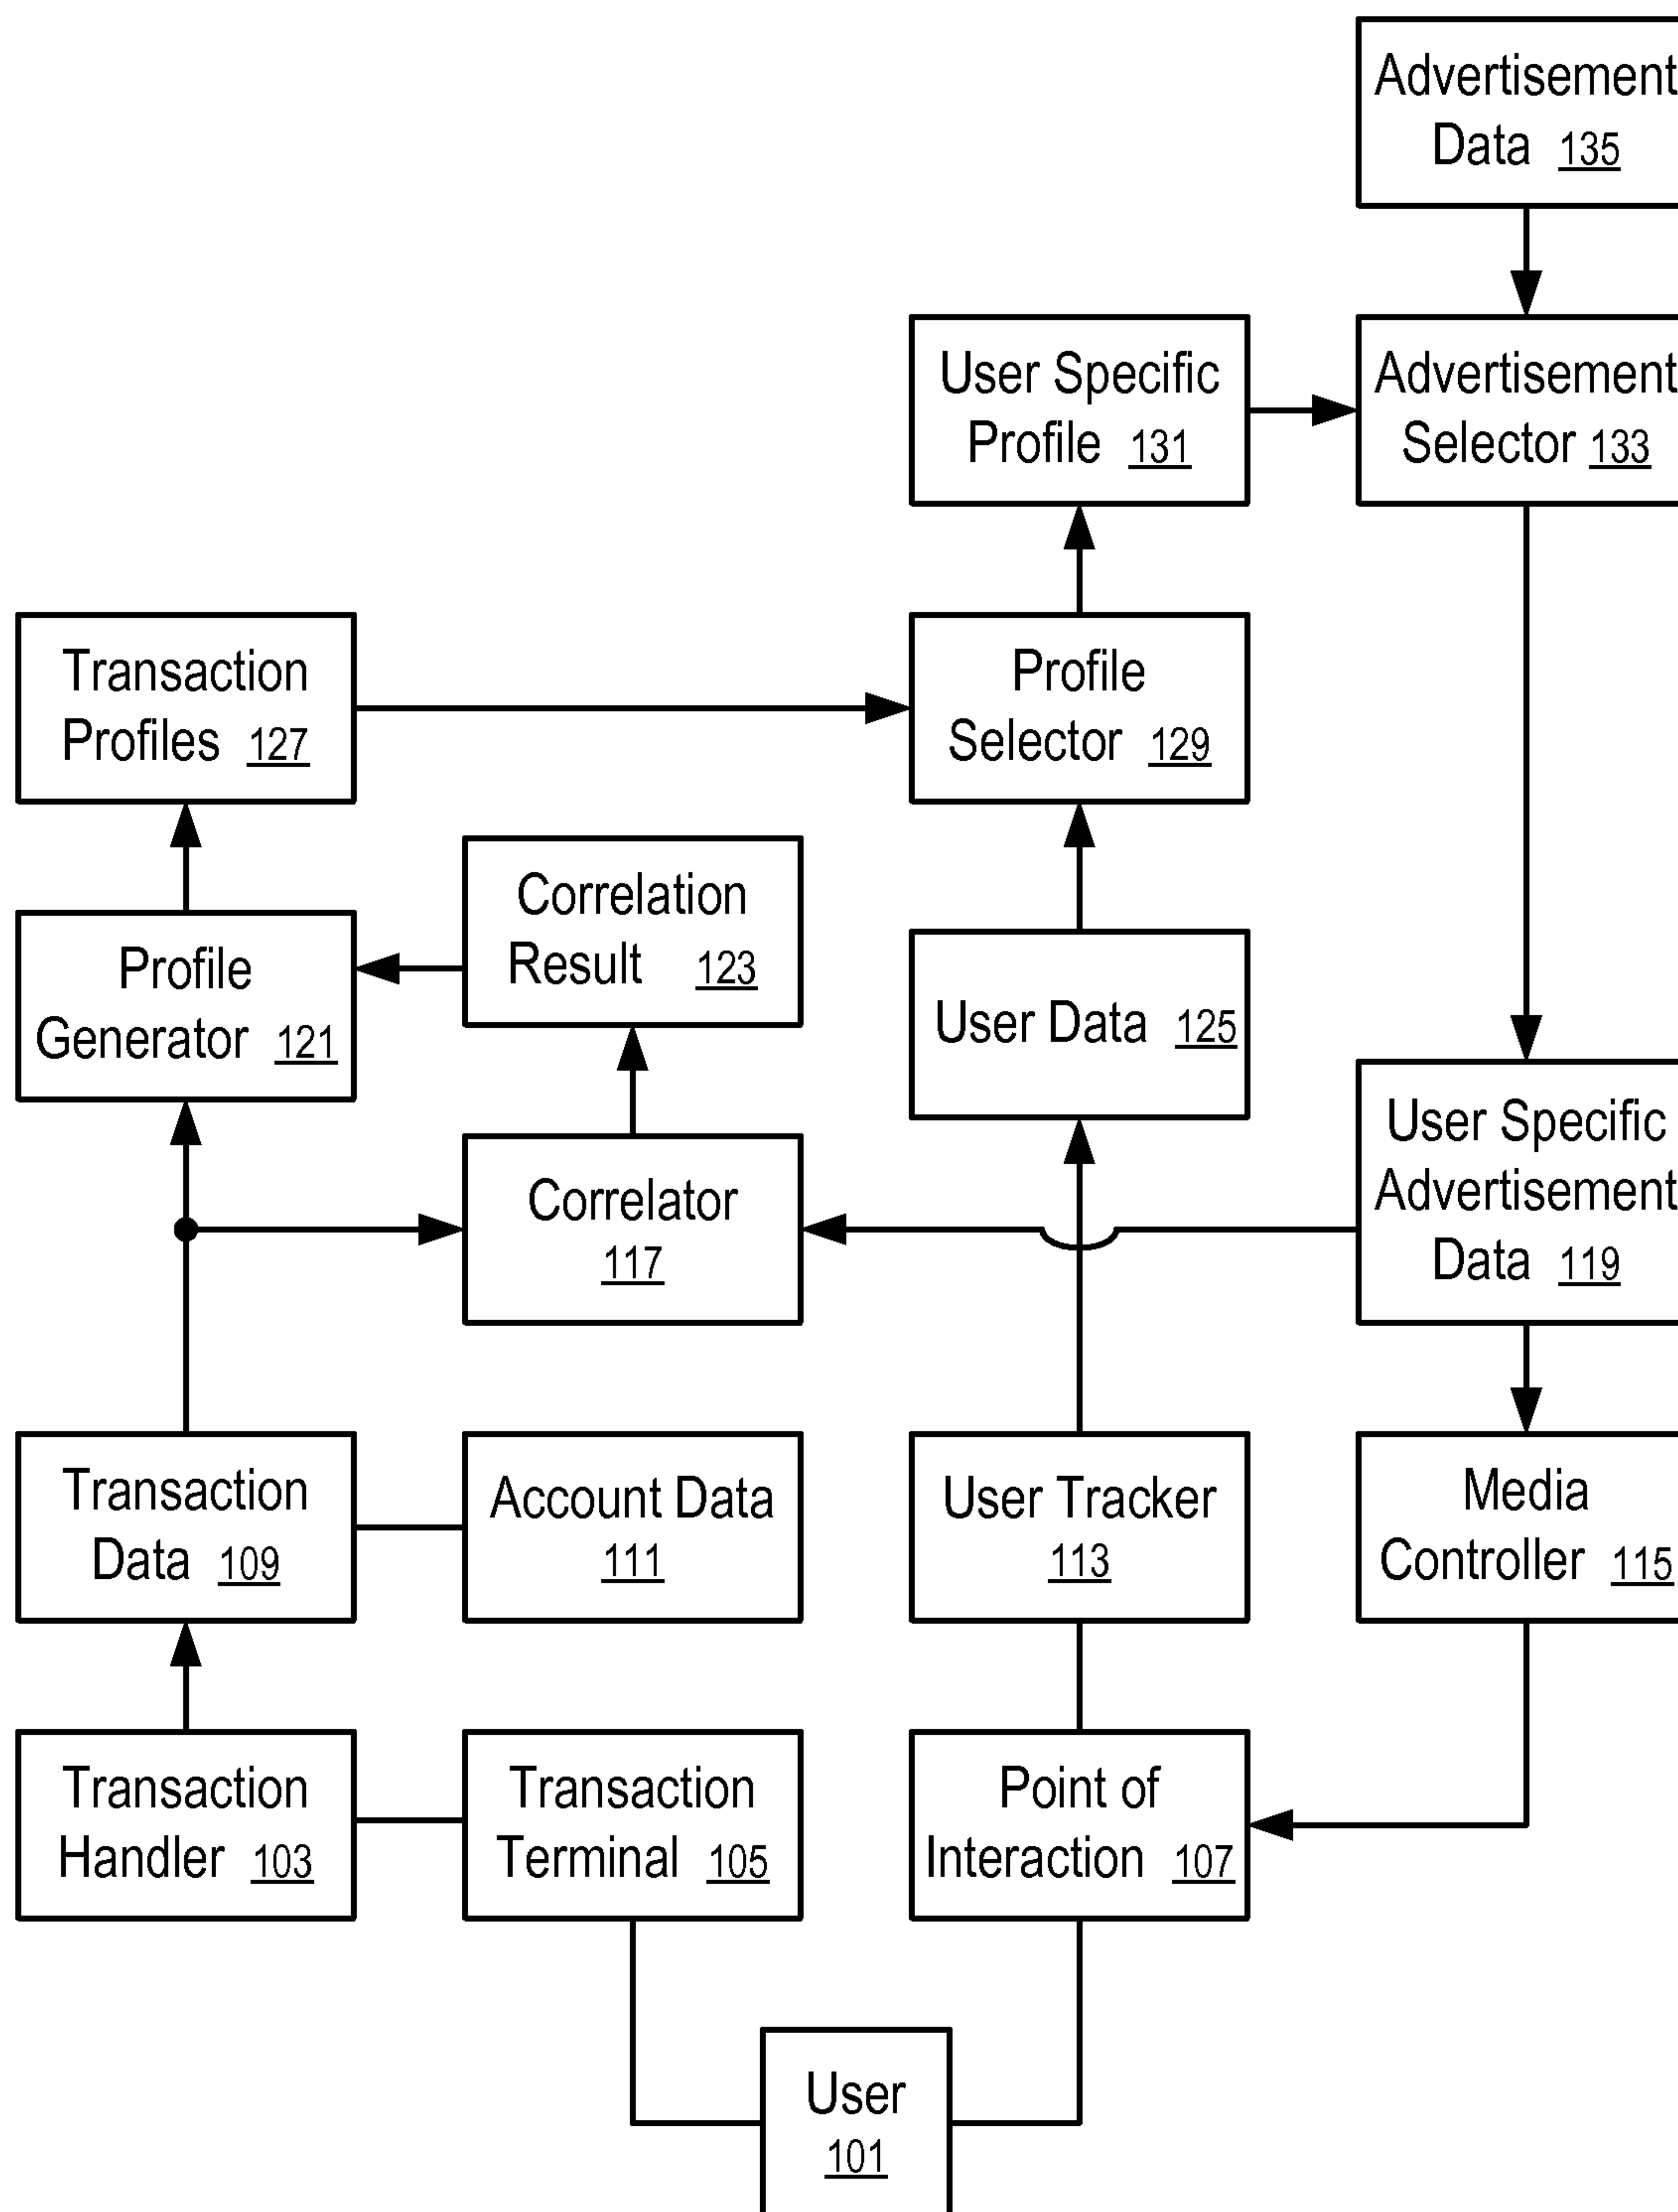 Advertisement
Data 135
User Specific
Profile 131
Advertisement
Selector 133
Transaction
Profiles 127
Profile
Selector 129
Correlation
Result 123
Profile
Generator 121
User Data 125
User Specific
Advertisement
Data 119
Correlator
117
Transaction
Data 109
Account Data
111
User Tracker
113
Media
Controller 115
Transaction
Handler 103
Transaction
Terminal 105
Point of
Interaction 107
User
101